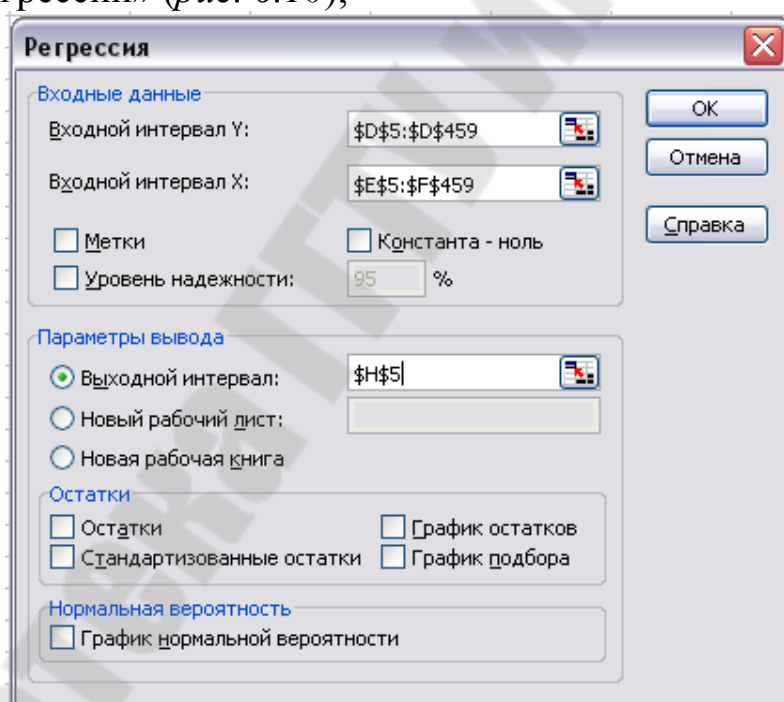 Регрессия
Входные данные
Входной интервал Y: $D$5:$D$459
Входной интервал X: $E$5:$F$459
Метки Константа - ноль
Уровень надежности: 95 %
ОК
Отмена
Справка
Параметры вывода
Выходной интервал: $H$5
Новый рабочий лист:
Новая рабочая книга
Остатки
Остатки График остатков
Стандартизованные остатки График подбора
Нормальная вероятность
График нормальной вероятности